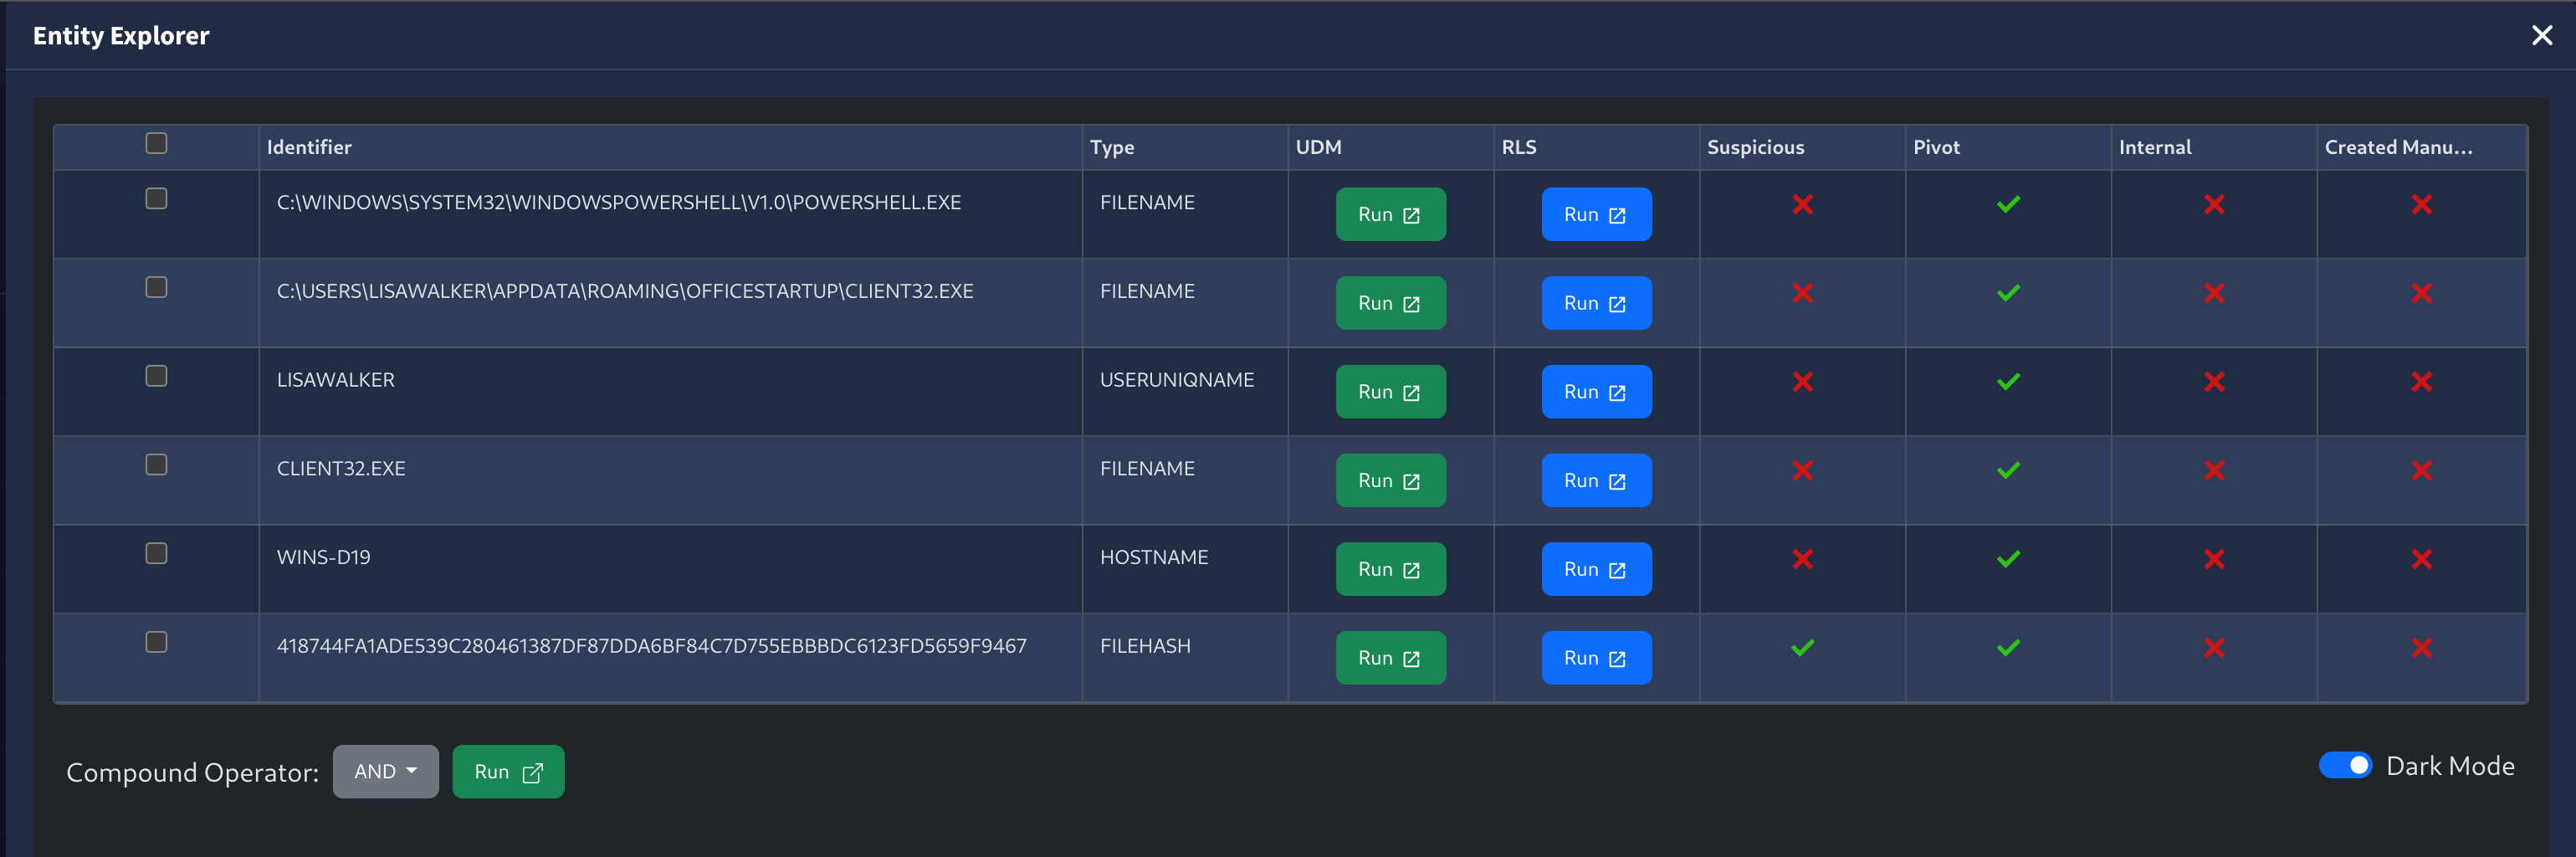 Entity Explorer
Identifier Type UDM RLS Suspicious Pivot Internal Created Manu...
C:\WINDOWS\SYSTEM32\WINDOWSPOWERSHELL\V1.0\POWERSHELL.EXE FILENAME Run Run
C:\USERS\LISAWALKER\APPDATA\ROAMING\OFFICESTARTUP\CLIENT32.EXE FILENAME Run Run
LISAWALKER USERUNIQNAME Run Run
CLIENT32.EXE FILENAME Run Run
WINS-D19 HOSTNAME Run Run
418744FA1ADE539C280461387DF87DDA6BF84C7D755EBBBDC6123FD5659F9467 FILEHASH Run Run
Compound Operator: AND Run Dark Mode